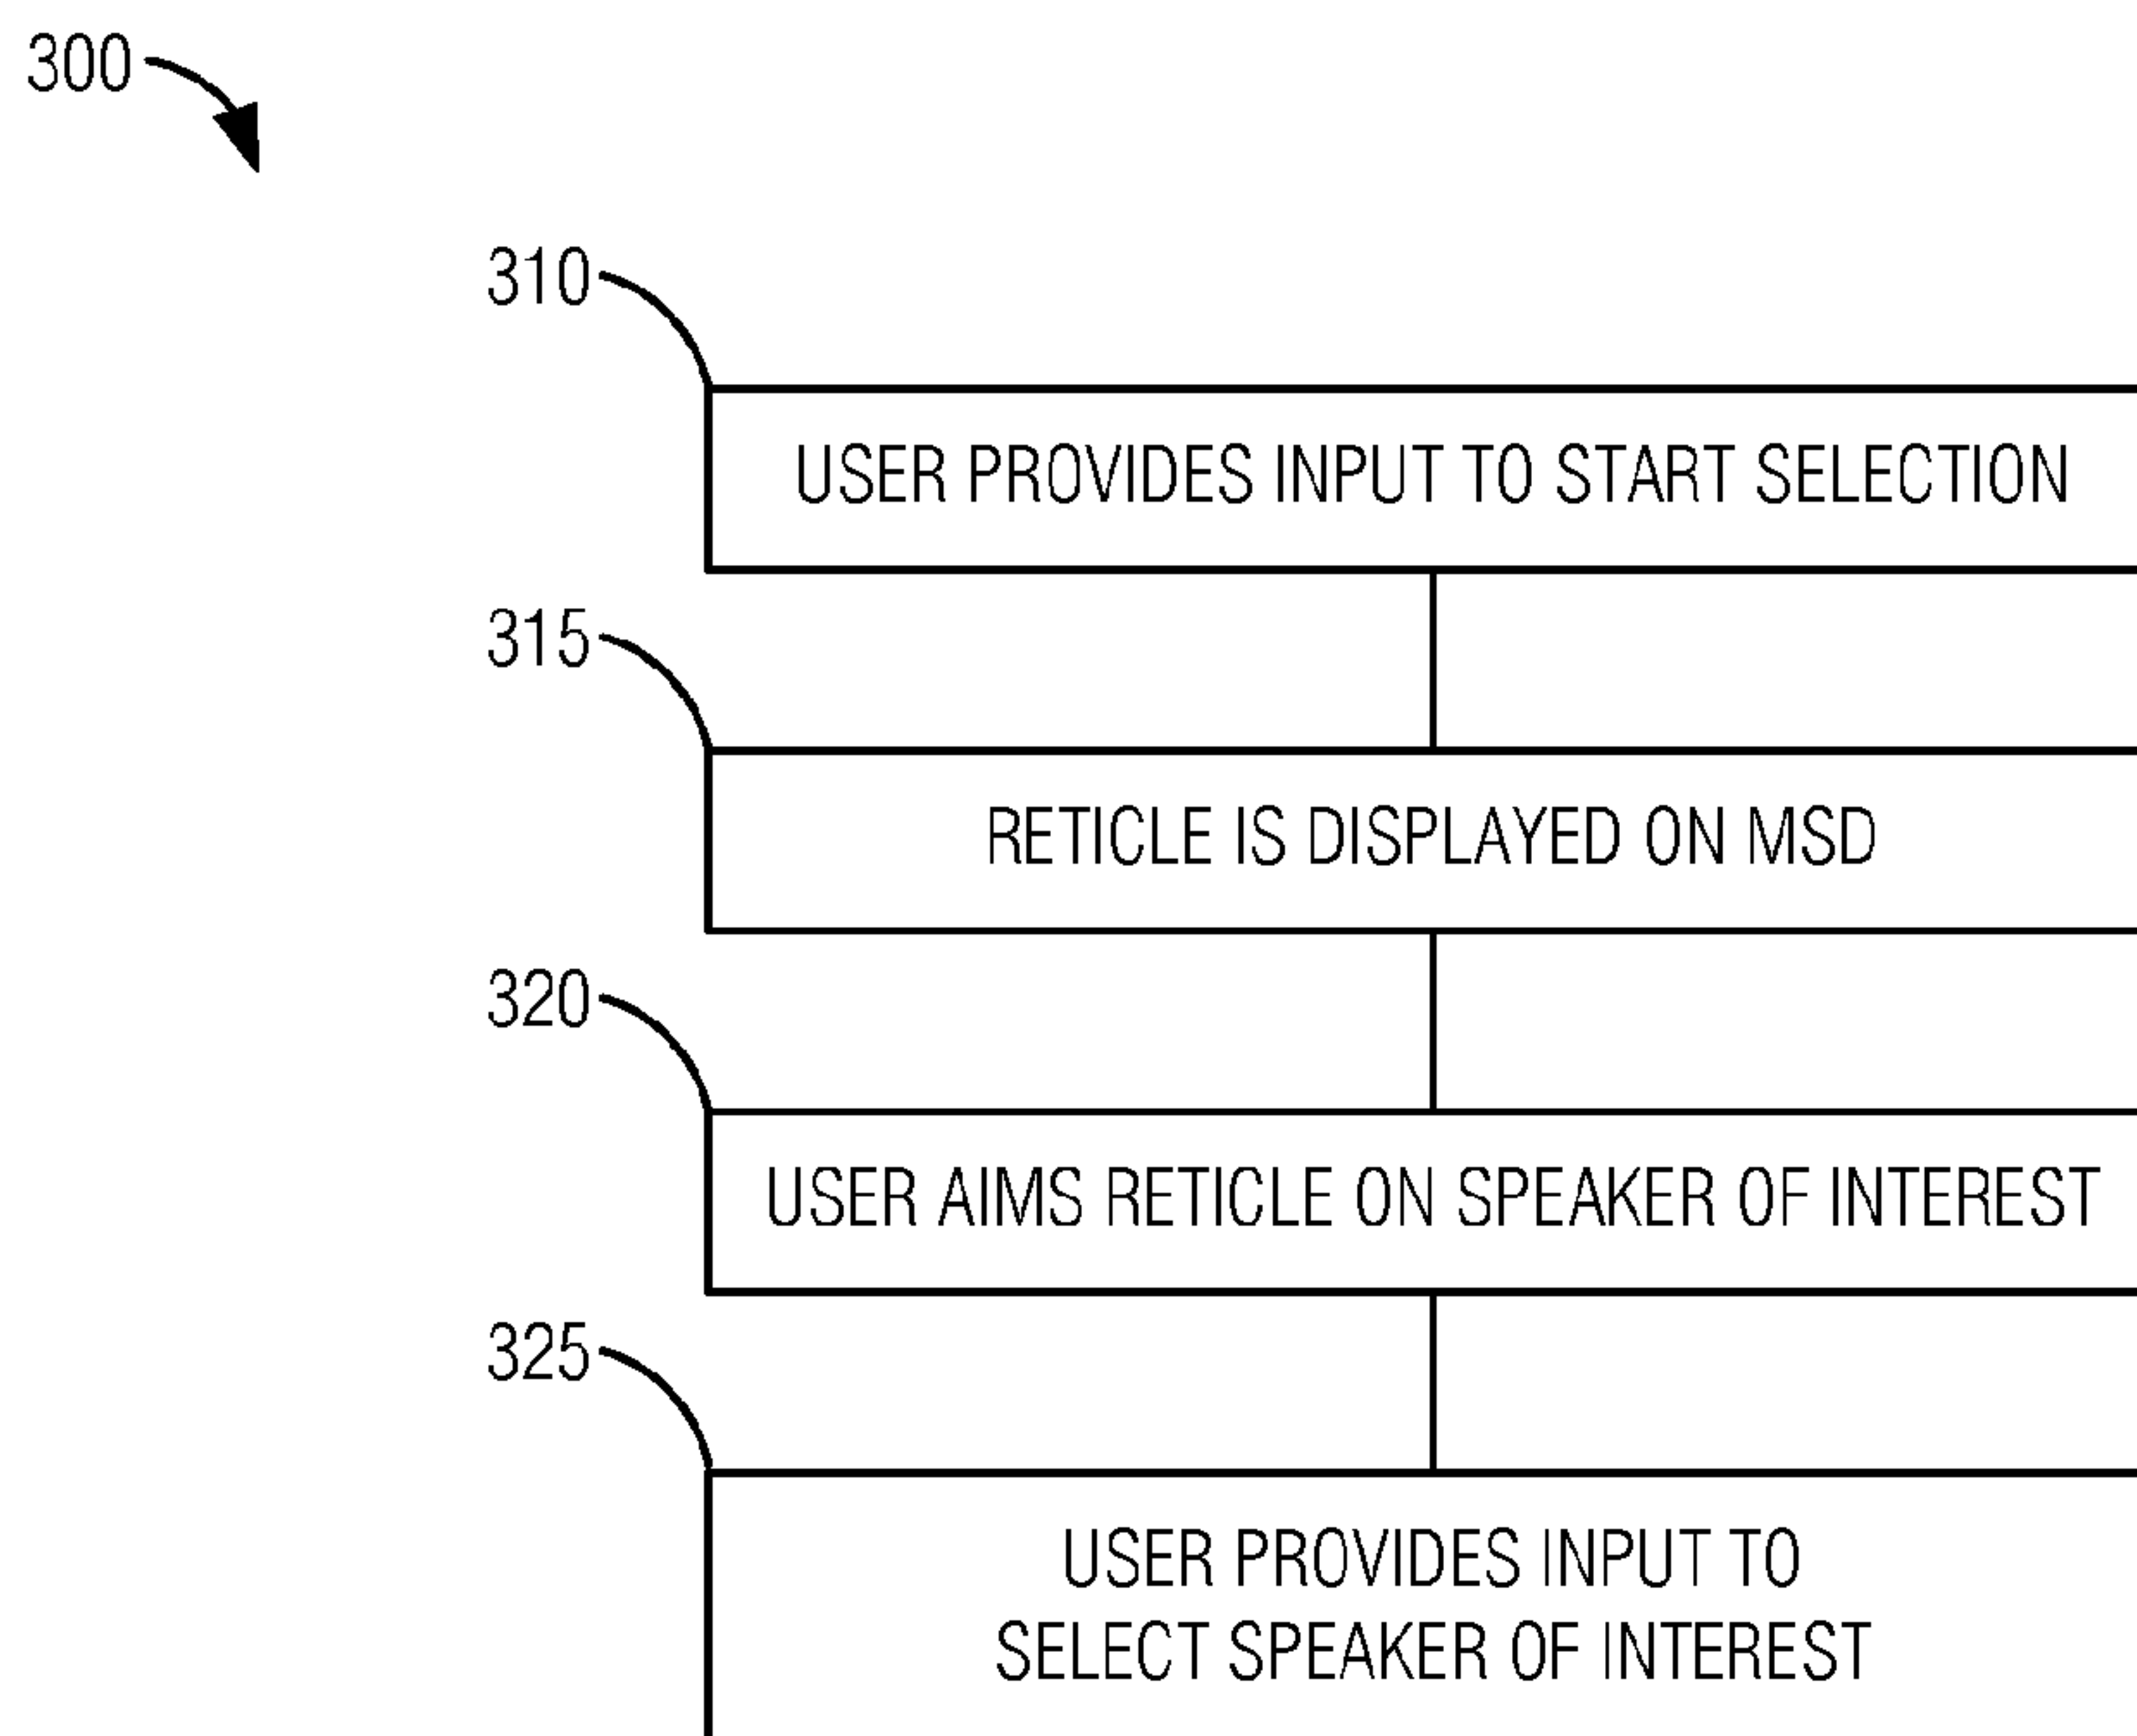 300
310
USER PROVIDES INPUT TO START SELECTION
315
RETICLE IS DISPLAYED ON MSD
320
USER AIMS RETICLE ON SPEAKER OF INTEREST
325
USER PROVIDES INPUT TO
SELECT SPEAKER OF INTEREST